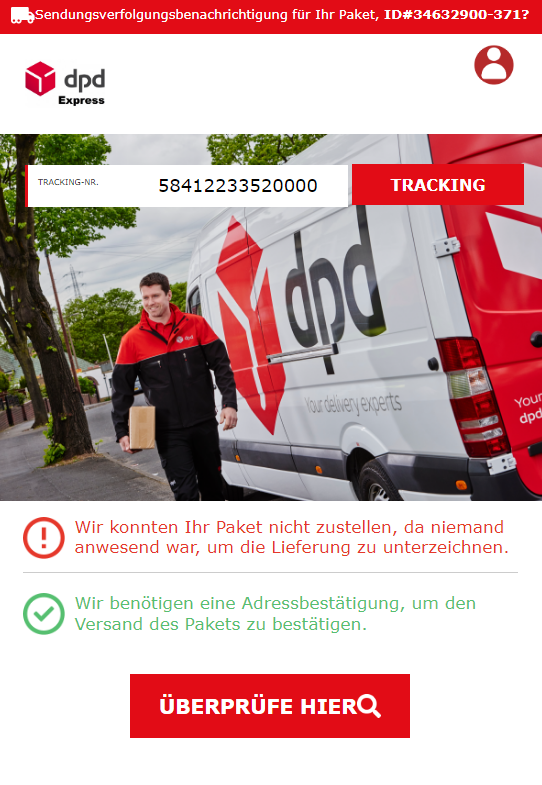 Sendungsverfolgungsbenachrichtigung für Ihr Paket, ID#34632900-371?
dpd
Express
TRACKING-NR.
58412233520000
TRACKING
dpd
dpd
Your delivery experts
Your
dpd
Wir konnten Ihr Paket nicht zustellen, da niemand
anwesend war, um die Lieferung zu unterzeichnen.
Wir benötigen eine Adressbestätigung, um den
Versand des Pakets zu bestätigen.
ÜBERPRÜFE HIER